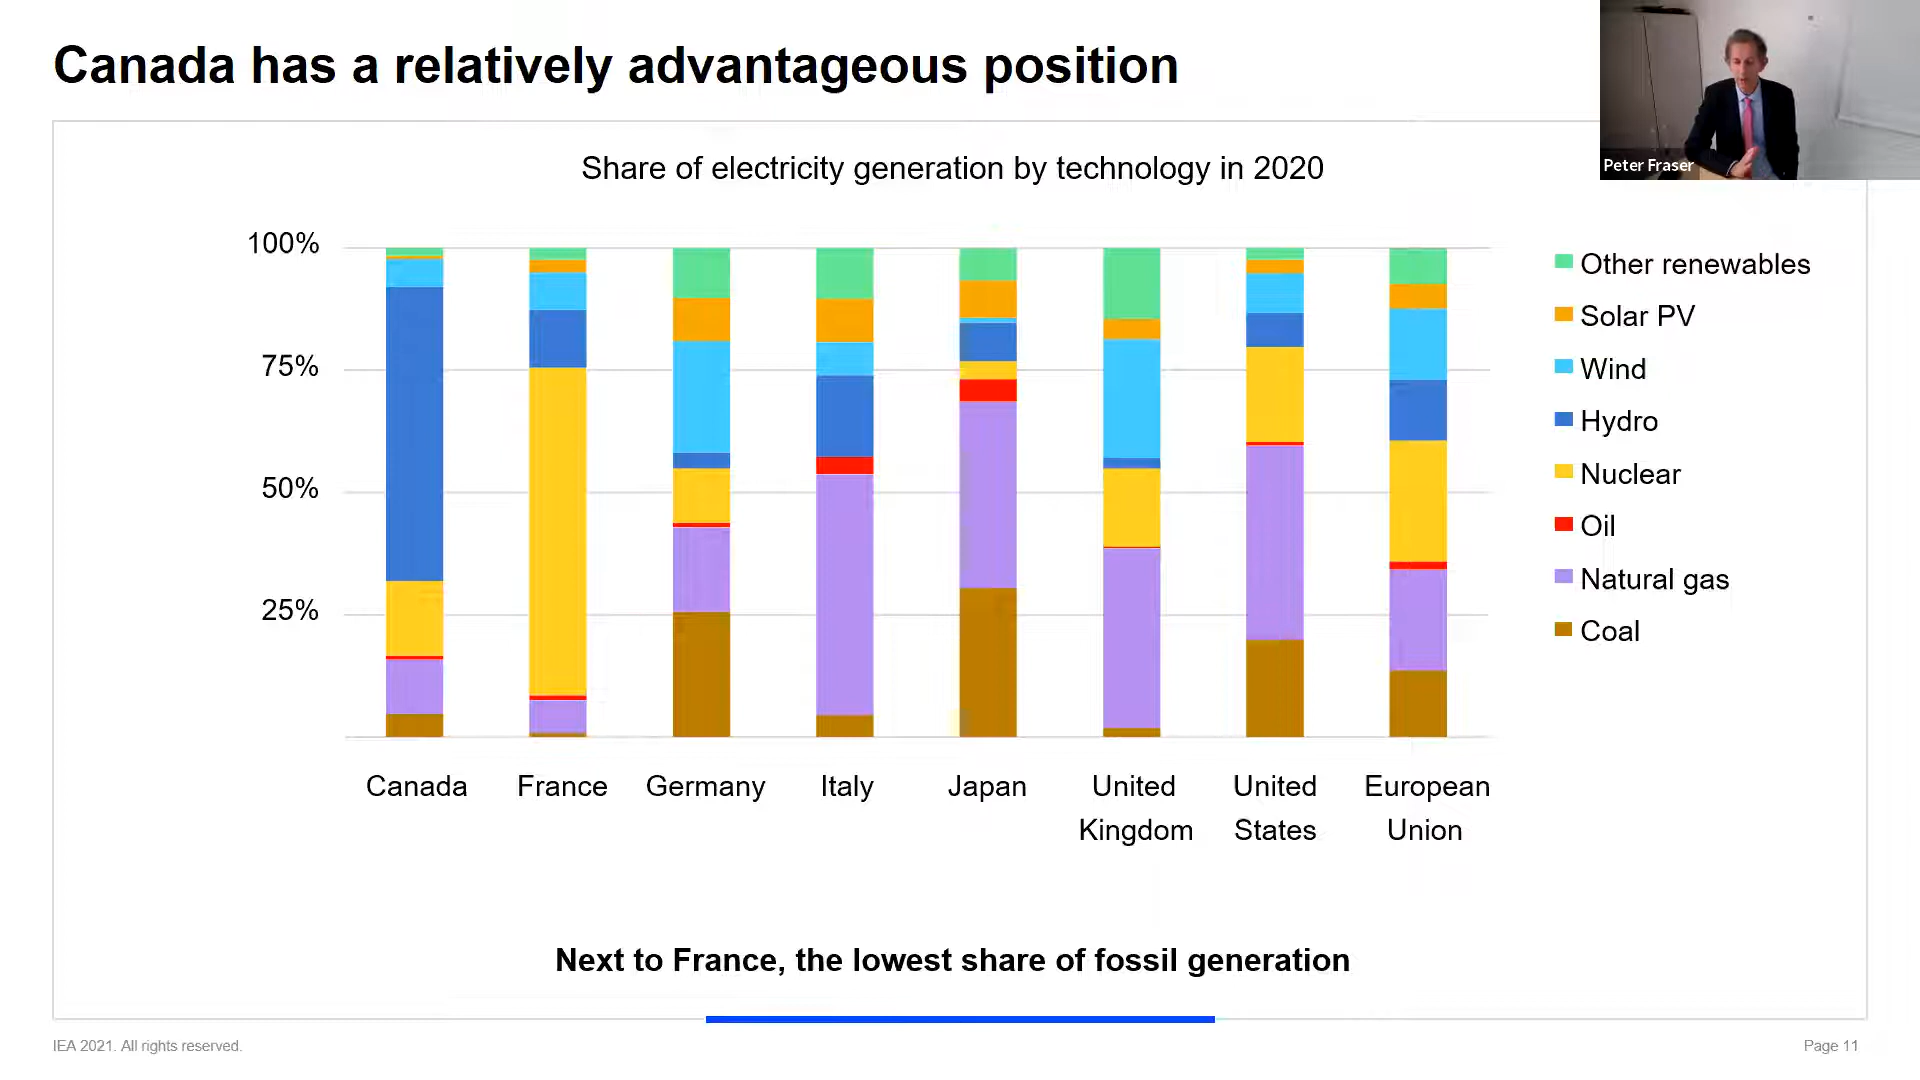 Canada has a relatively advantageous position
Peter Fraser
Share of electricity generation by technology in 2020
100%
75%
50%
25%
Other renewables
Solar PV
Wind
Hydro
Nuclear
Oil
Natural gas
Coal
Canada
France
Germany
Italy
Japan
United
Kingdom
United
States
European
Union
Next to France, the lowest share of fossil generation
IEA 2021. All rights reserved.
Page 11